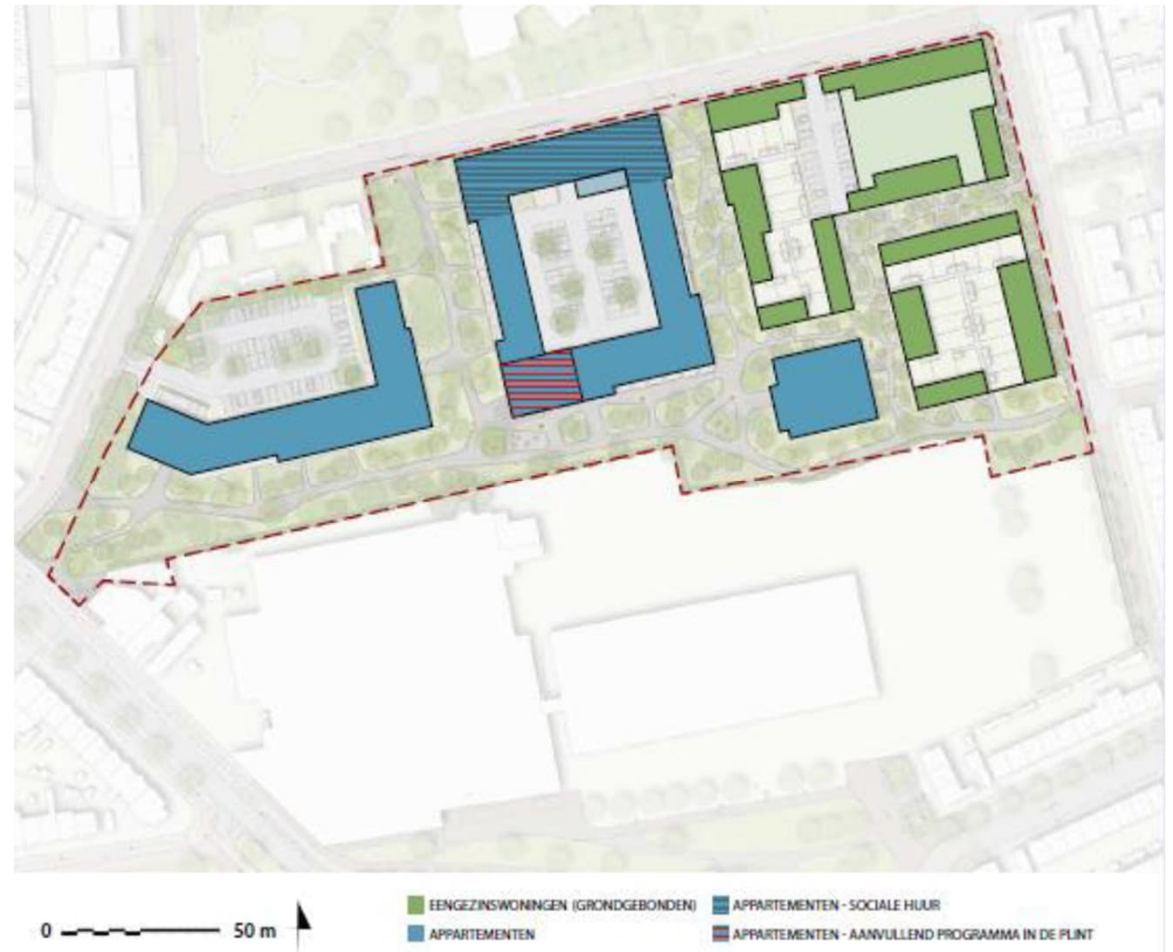 EENGEZINSWONINGEN (GRONDGEBONDEN)
APPARTEMENTEN - SOCIALE HUUR
0 50 m
APPARTEMENTEN
APPARTEMENTEN - AANVULLEND PROGRAMMA IN DE PLINT